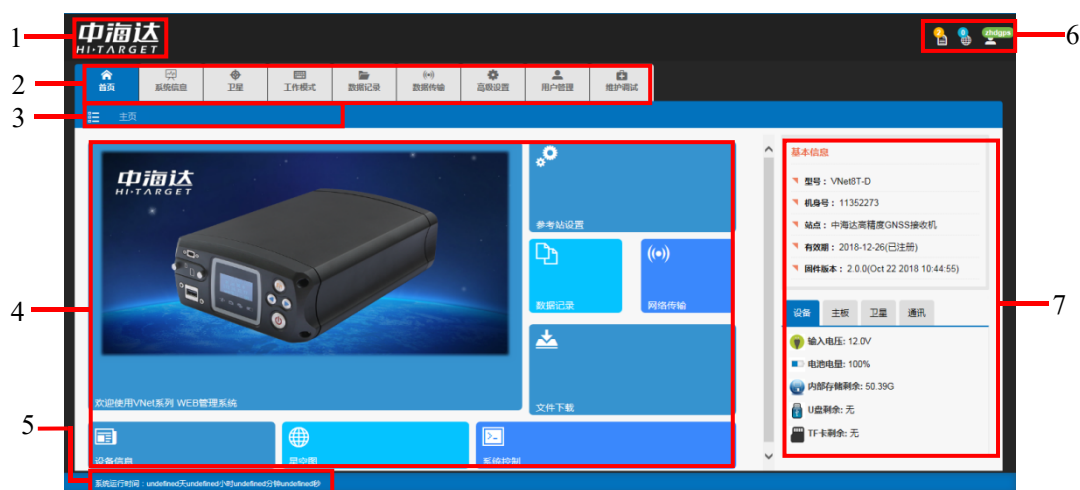 1
中海达
HI·TARGET
2
0
zhdgps
6
2
首页 系统信息 卫星 工作模式 数据记录 数据传输 高级设置 用户管理 维护调试
3
主页
4
中海达
HI·TARGET
欢迎使用VNet系列 WEB管理系统
参考站设置
数据记录
网络传输
文件下载
设备信息
星空图
系统控制
基本信息
型号： VNet8T-D
机身号： 11352273
站点： 中海达高精度GNSS接收机
有效期： 2018-12-26(已注册)
固件版本： 2.0.0(Oct 22 2018 10:44:55)
7
设备 主板 卫星 通讯
输入电压: 12.0V
电池电量: 100%
内部存储剩余: 50.39G
U盘剩余: 无
TF卡剩余: 无
5
系统运行时间：undefined天undefined小时undefined分钟undefined秒